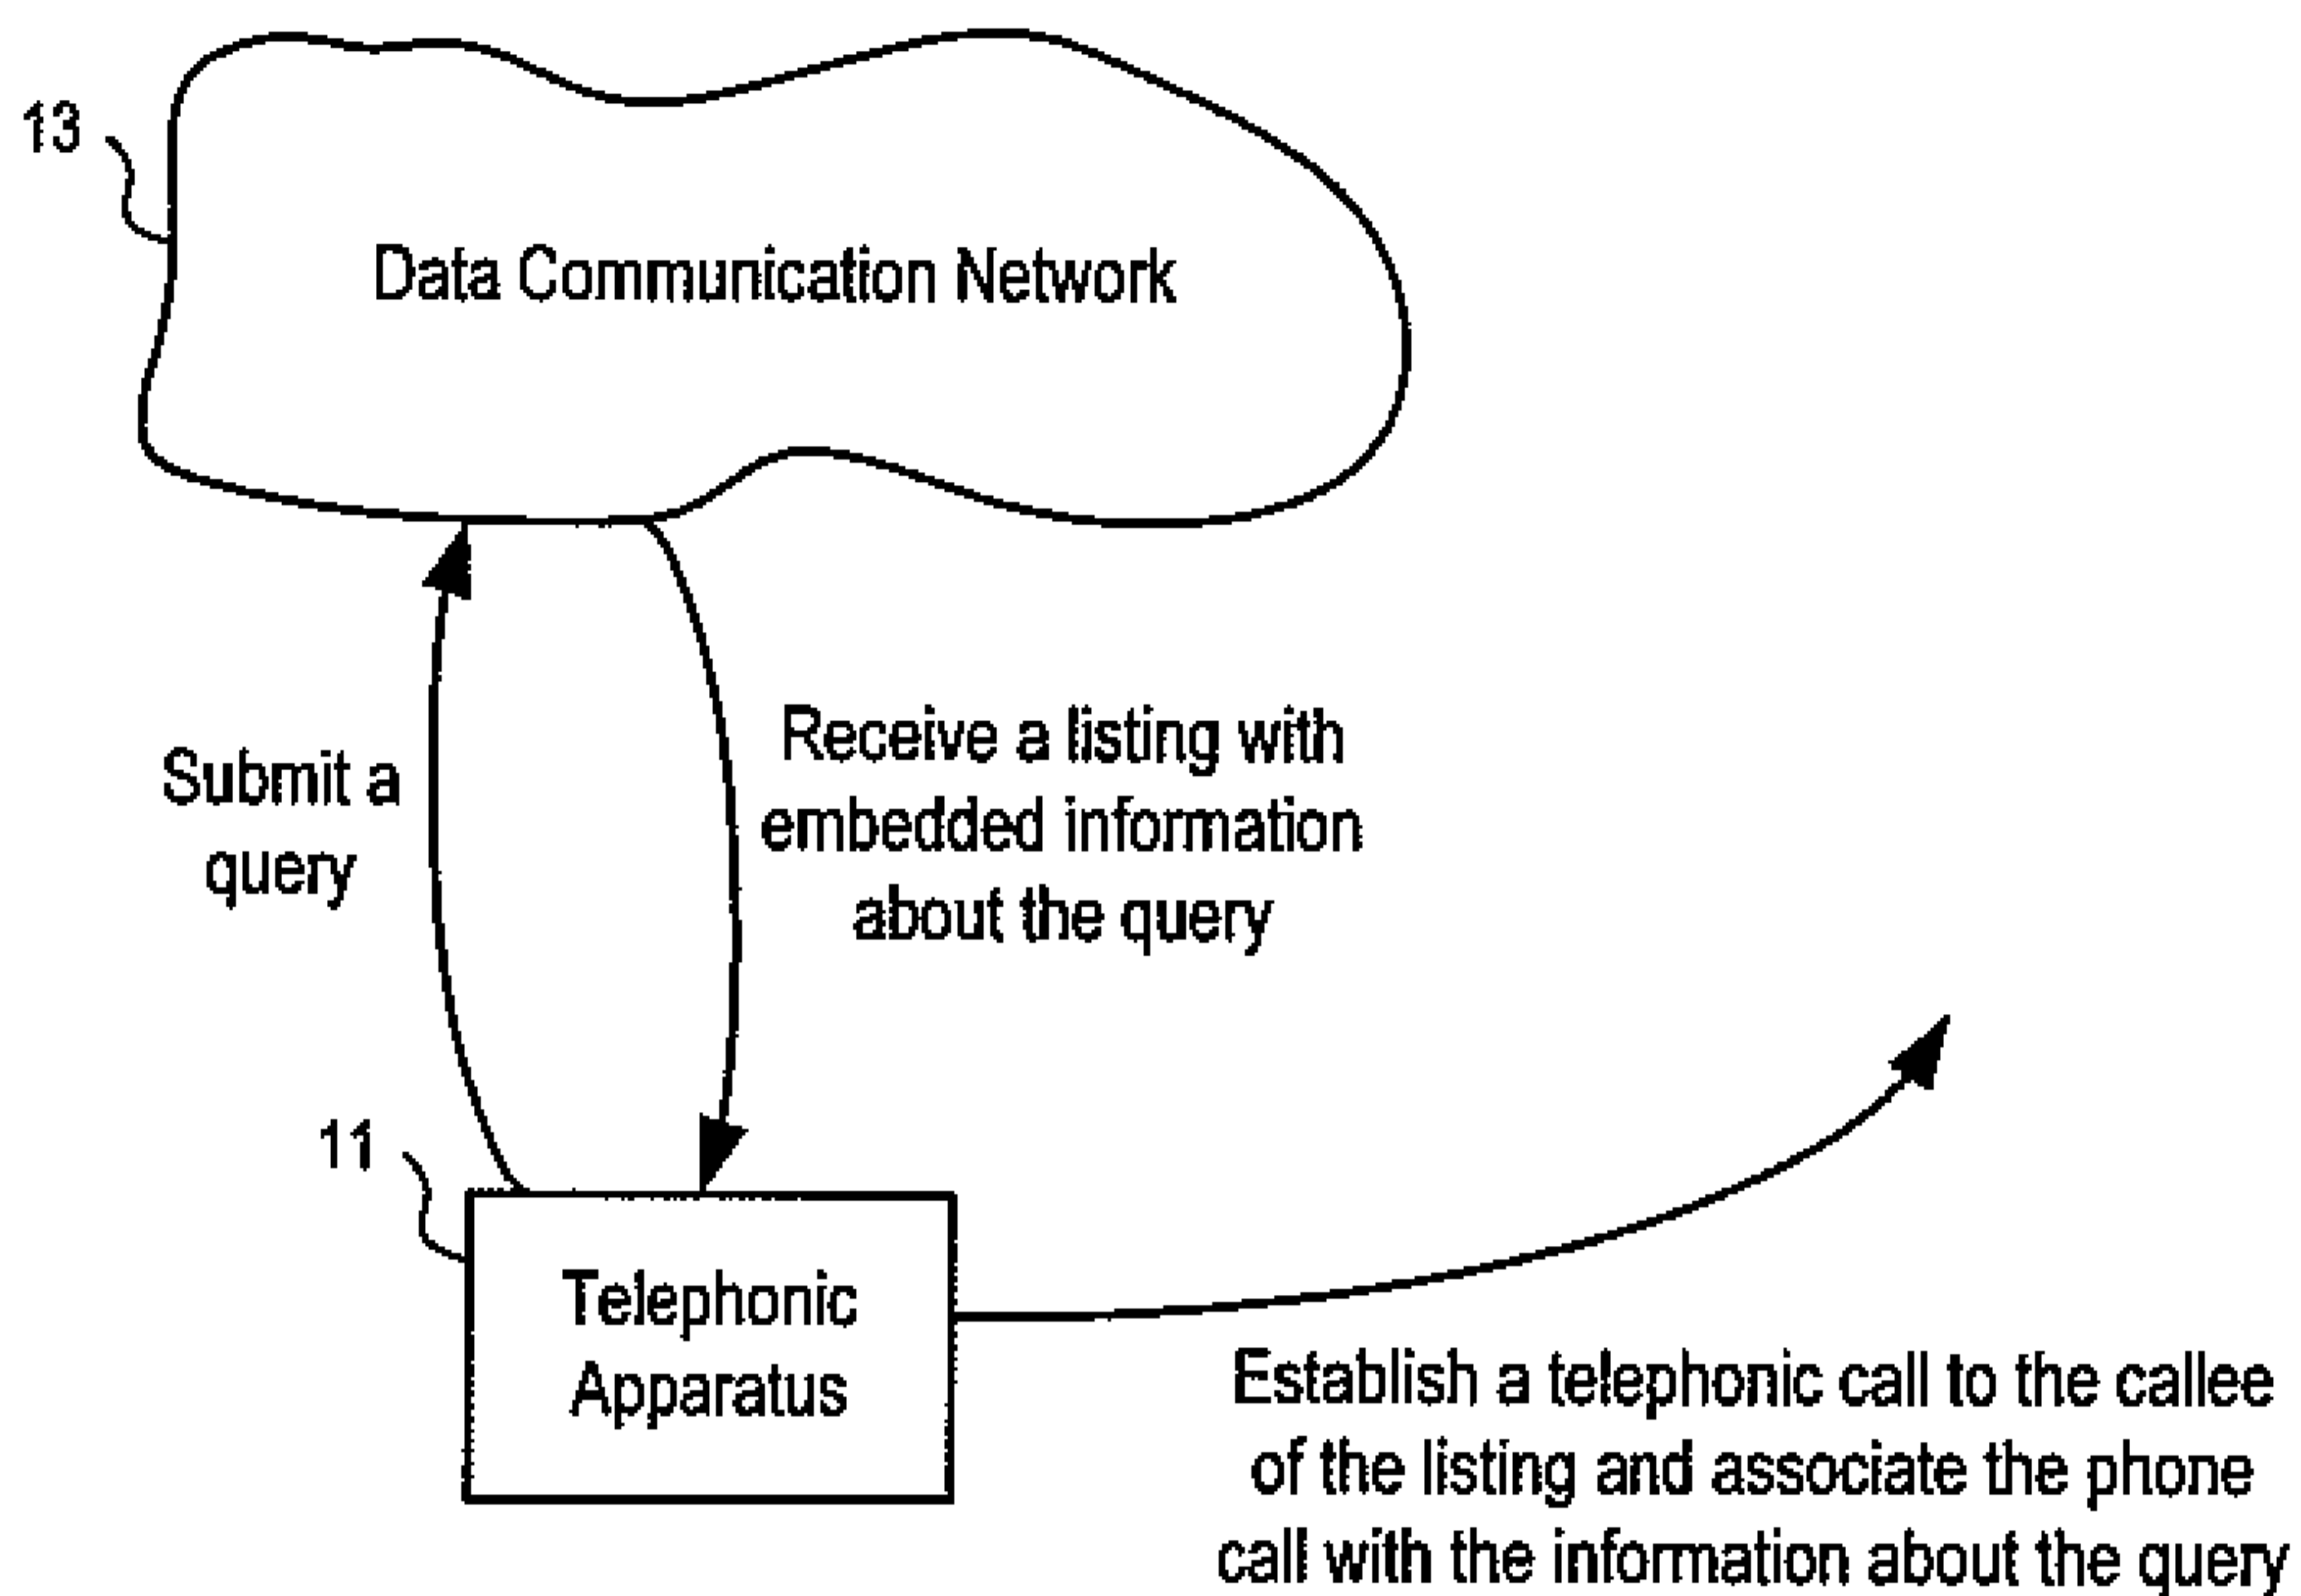 13
Data Communication Network
Submit a
query
Receive a listing with
embedded information
about the query
11
Telephonic
Apparatus
Establish a telephonic call to the callee
of the listing and associate the phone
call with the information about the query